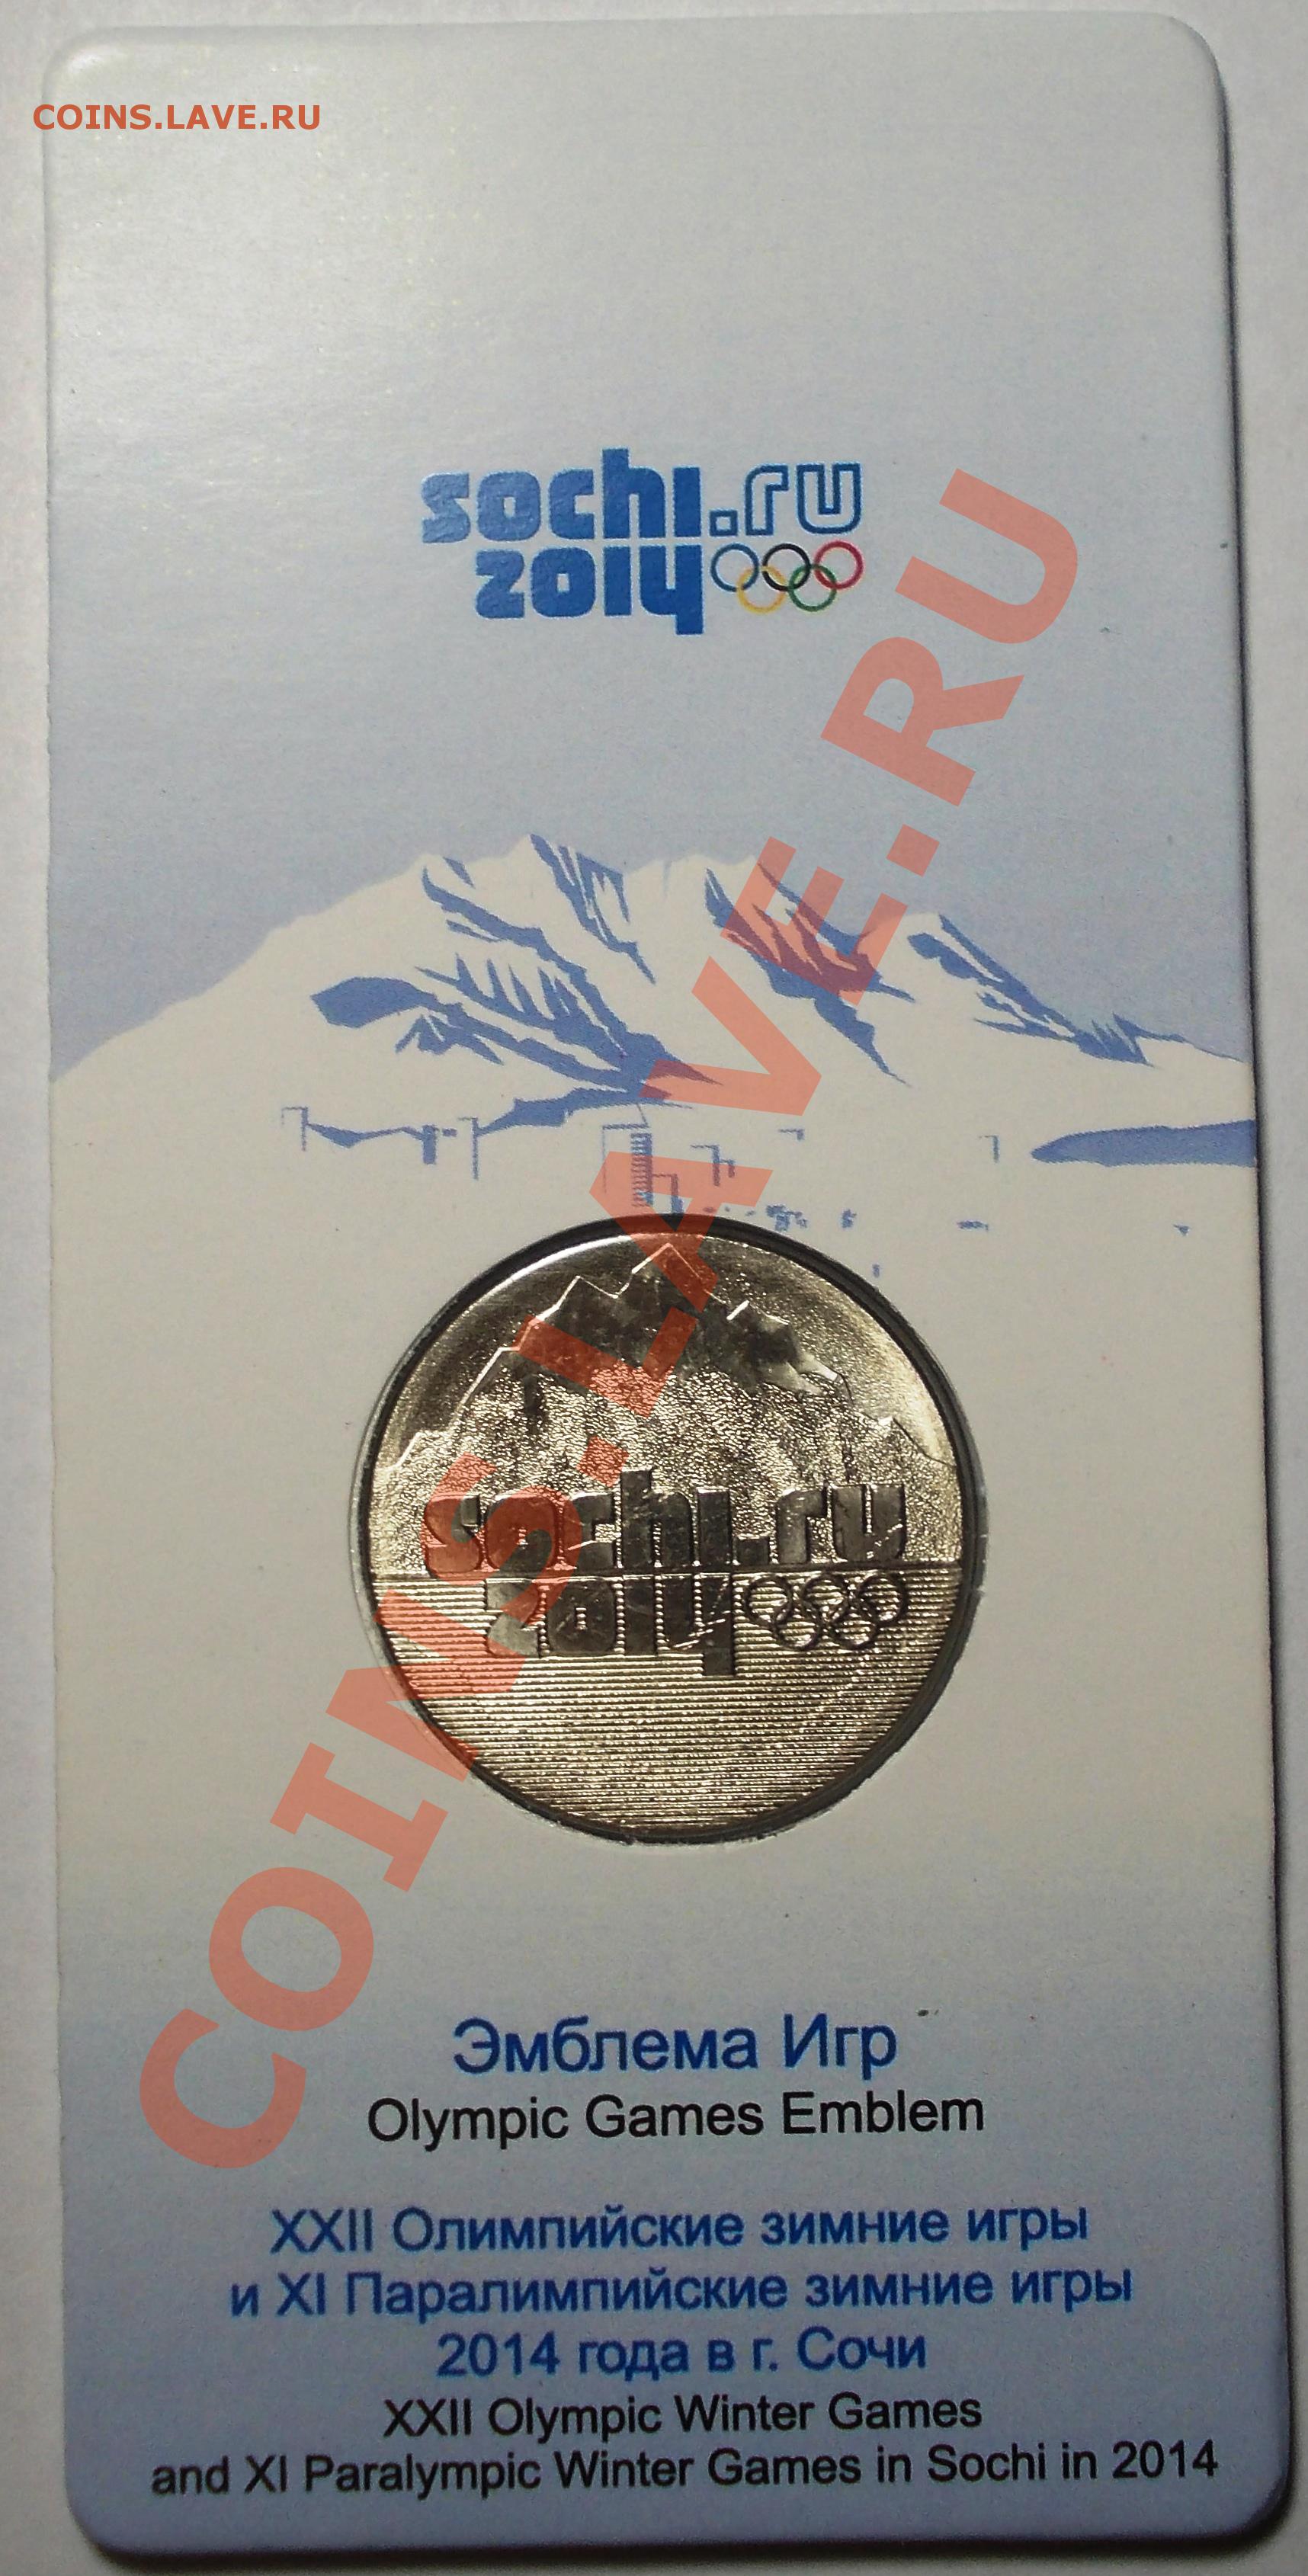 COINS.LAVE.RU
sochi.ru
2014
COINS.LAVE.RU
sochi.ru
2014
Эмблема Игр
Olympic Games Emblem
XXII Олимпийские зимние игры
и XI Паралимпийские зимние игры
2014 года в г. Сочи
XXII Olympic Winter Games
and XI Paralympic Winter Games in Sochi in 2014